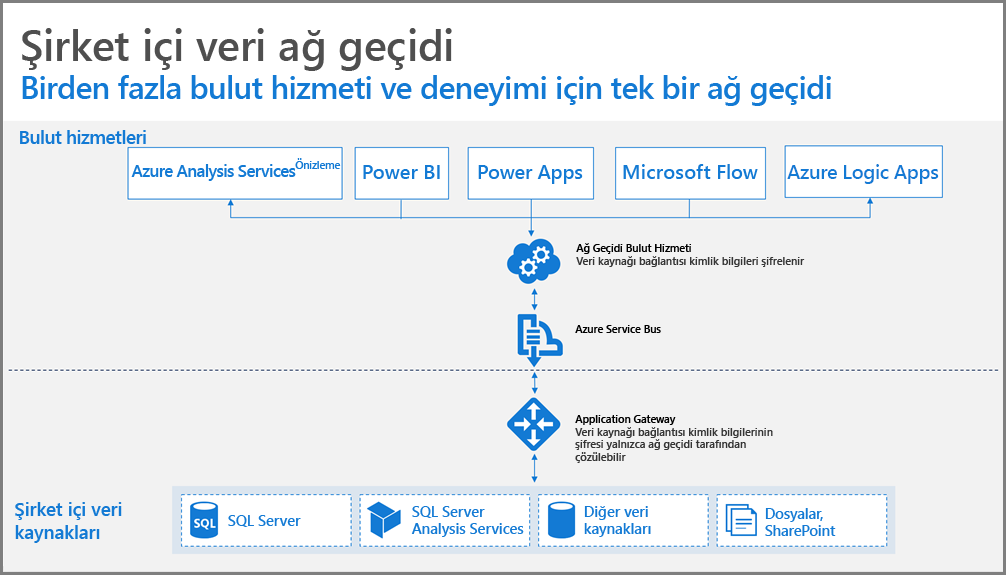 Şirket içi veri ağ geçidi
Birden fazla bulut hizmeti ve deneyimi için tek bir ağ geçidi
Bulut hizmetleri
Azure Analysis Services Önizleme
Power BI
Power Apps
Microsoft Flow
Azure Logic Apps
Ağ Geçidi Bulut Hizmeti
Veri kaynağı bağlantısı kimlik bilgileri şifrelenir
Azure Service Bus
Application Gateway
Veri kaynağı bağlantısı kimlik bilgilerinin
şifresi yalnızca ağ geçidi tarafından
çözülebilir
Şirket içi veri
kaynakları
SQL
SQL Server
SQL Server
Analysis Services
Diğer veri
kaynakları
Dosyalar,
SharePoint